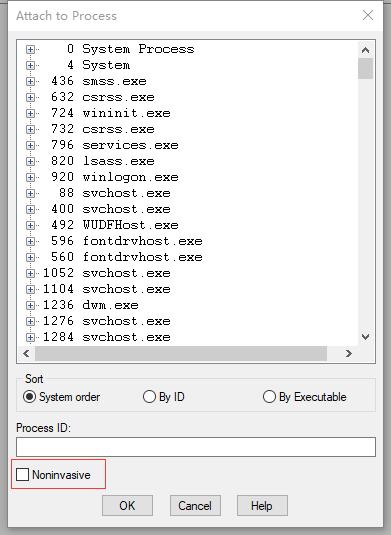 Attach to Process
0 System Process
4 System
436 smss.exe
632 csrss.exe
724 wininit.exe
732 csrss.exe
796 services.exe
820 lsass.exe
920 winlogon.exe
88 svchost.exe
400 svchost.exe
492 WUDFHost.exe
596 fontdrvhost.exe
560 fontdrvhost.exe
1052 svchost.exe
1104 svchost.exe
1236 dwm.exe
1276 svchost.exe
1284 svchost.exe
Sort
System order By ID By Executable
Process ID:
Noninvasive
OK Cancel Help